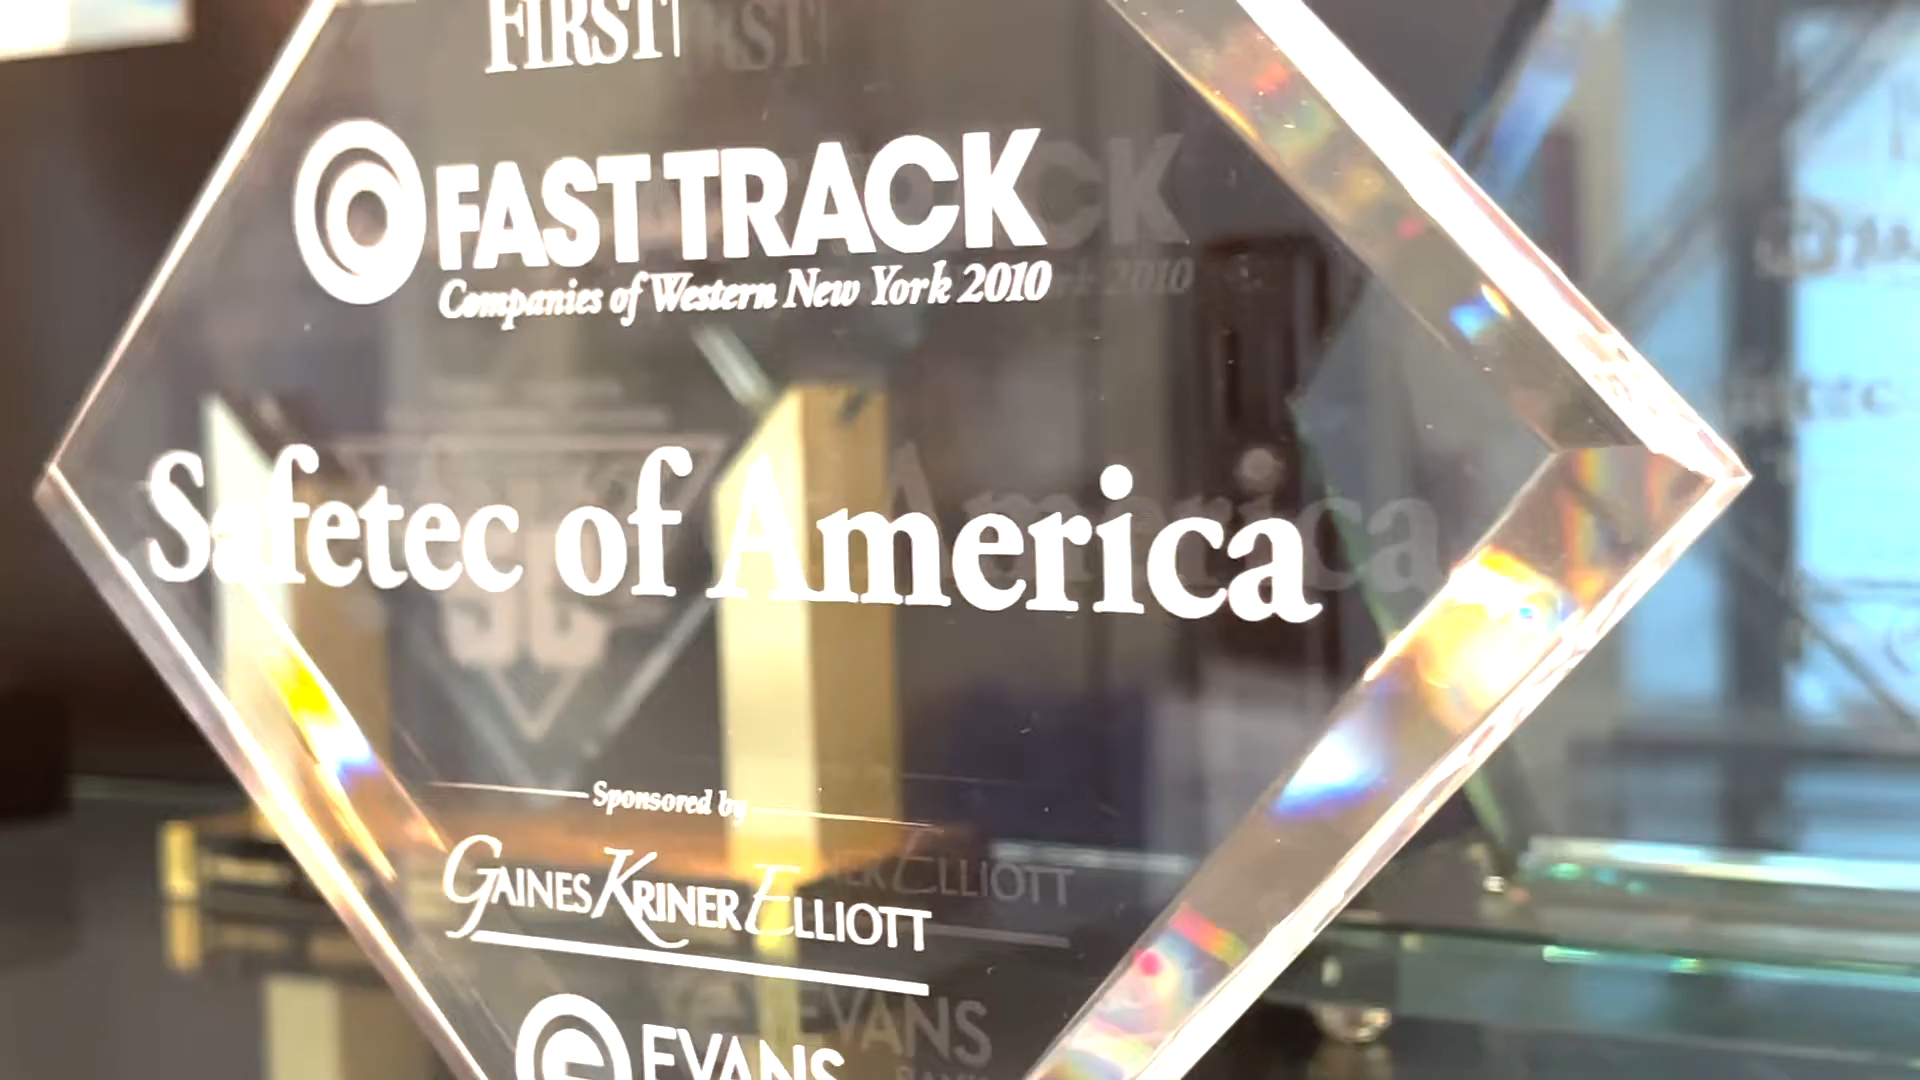 FIRST
FAST TRACK
Companies of Western New York 2010
Safetec of America
Sponsored by
GAINES KRINER ELLIOTT
EVANS